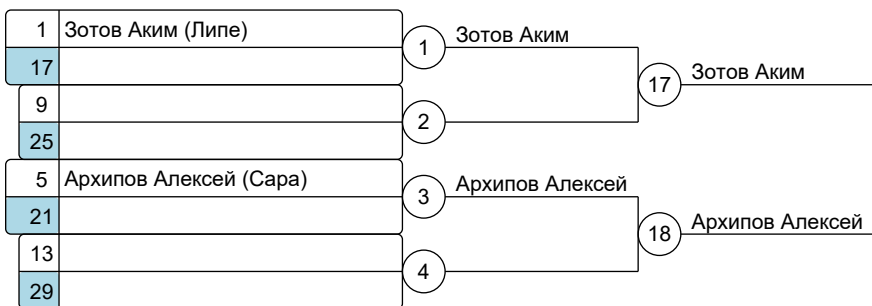 1 Зотов Аким (Липе)
17
1 Зотов Аким
9
25
2
17 Зотов Аким
5 Архипов Алексей (Сара)
21
3 Архипов Алексей
13
29
4
18 Архипов Алексей